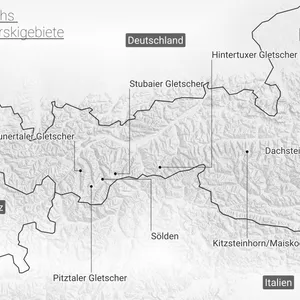 hs
rskigebiete
Deutschland
Hintertuxer Gletscher
Stubaier Gletscher
unertaler Gletscher
Dachstei
z
Sölden
Kitzsteinhorn/Maisko
Pitztaler Gletscher
Italien